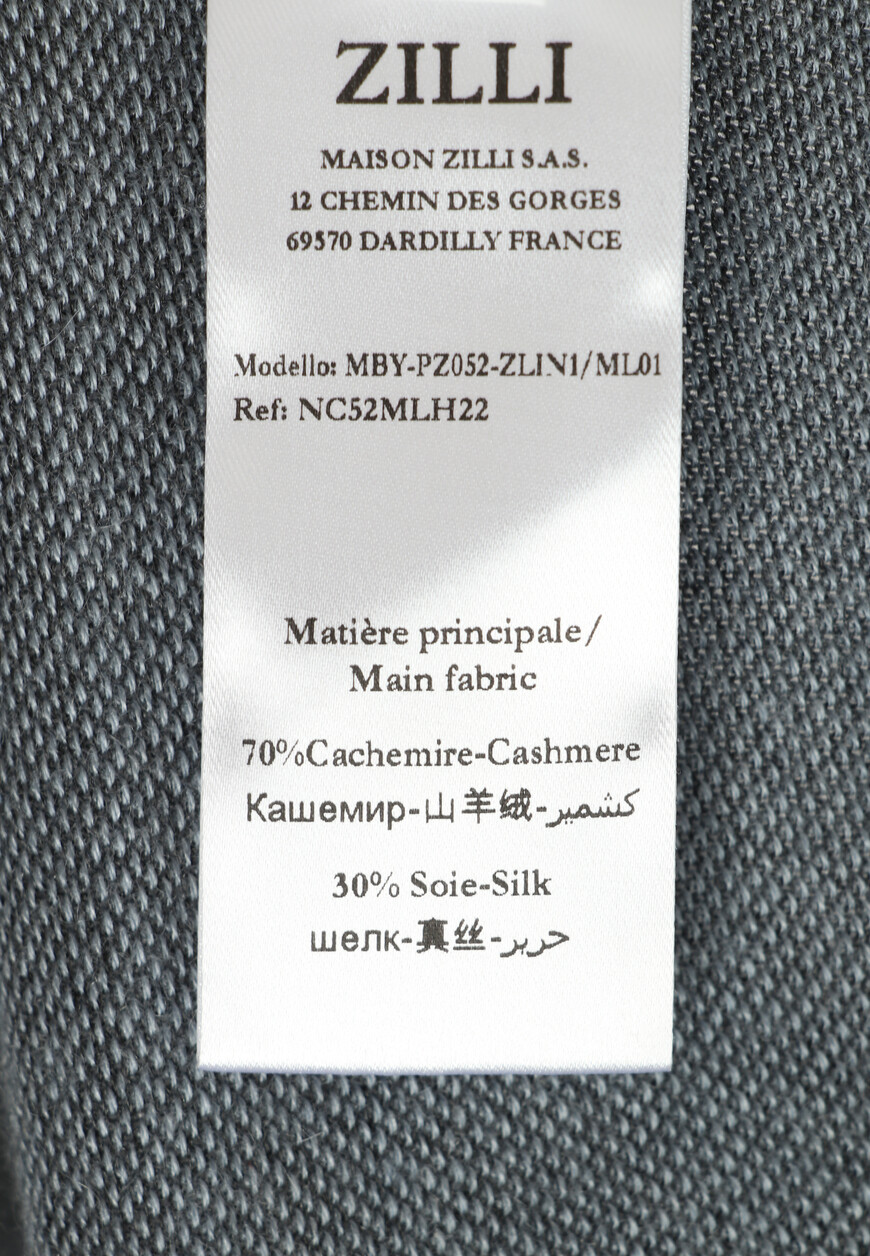 ZILLI
MAISON ZILLI S.A.S.
12 CHEMIN DES GORGES
69570 DARDILLY FRANCE
Modello: MBY-PZ052-ZLIN1/ML01
Ref: NC52MLH22
Matière principale/
Main fabric
70%Cachemire-Cashmere
Кашемир-山羊绒-كشمير
30% Soie-Silk
шелк-真丝-حرير